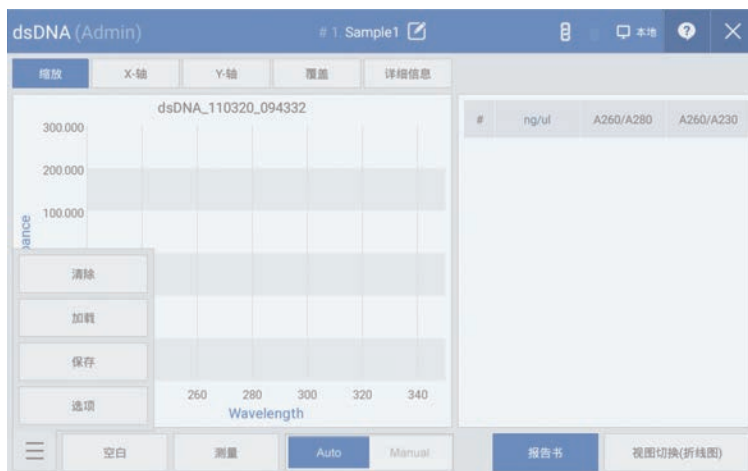 dsDNA (Admin) # 1. Sample1 本地 ?
缩放 X-轴 Y-轴 覆盖 详细信息
dsDNA_110320_094332
# ng/ul A260/A280 A260/A230
300.000
200.000
100.000
清除
加载
保存
选项
260 280 300 320 340
Wavelength
空白 测量 Auto Manual 报告书 视图切换(折线图)